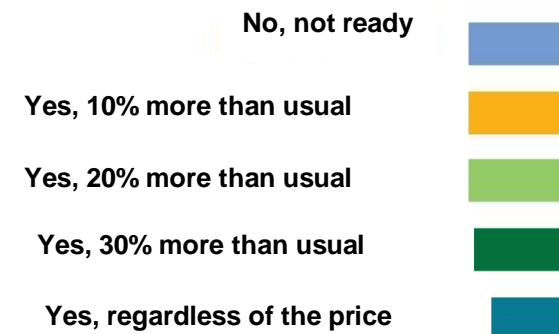 No, not ready
Yes, 10% more than usual
Yes, 20% more than usual
Yes, 30% more than usual
Yes, regardless of the price